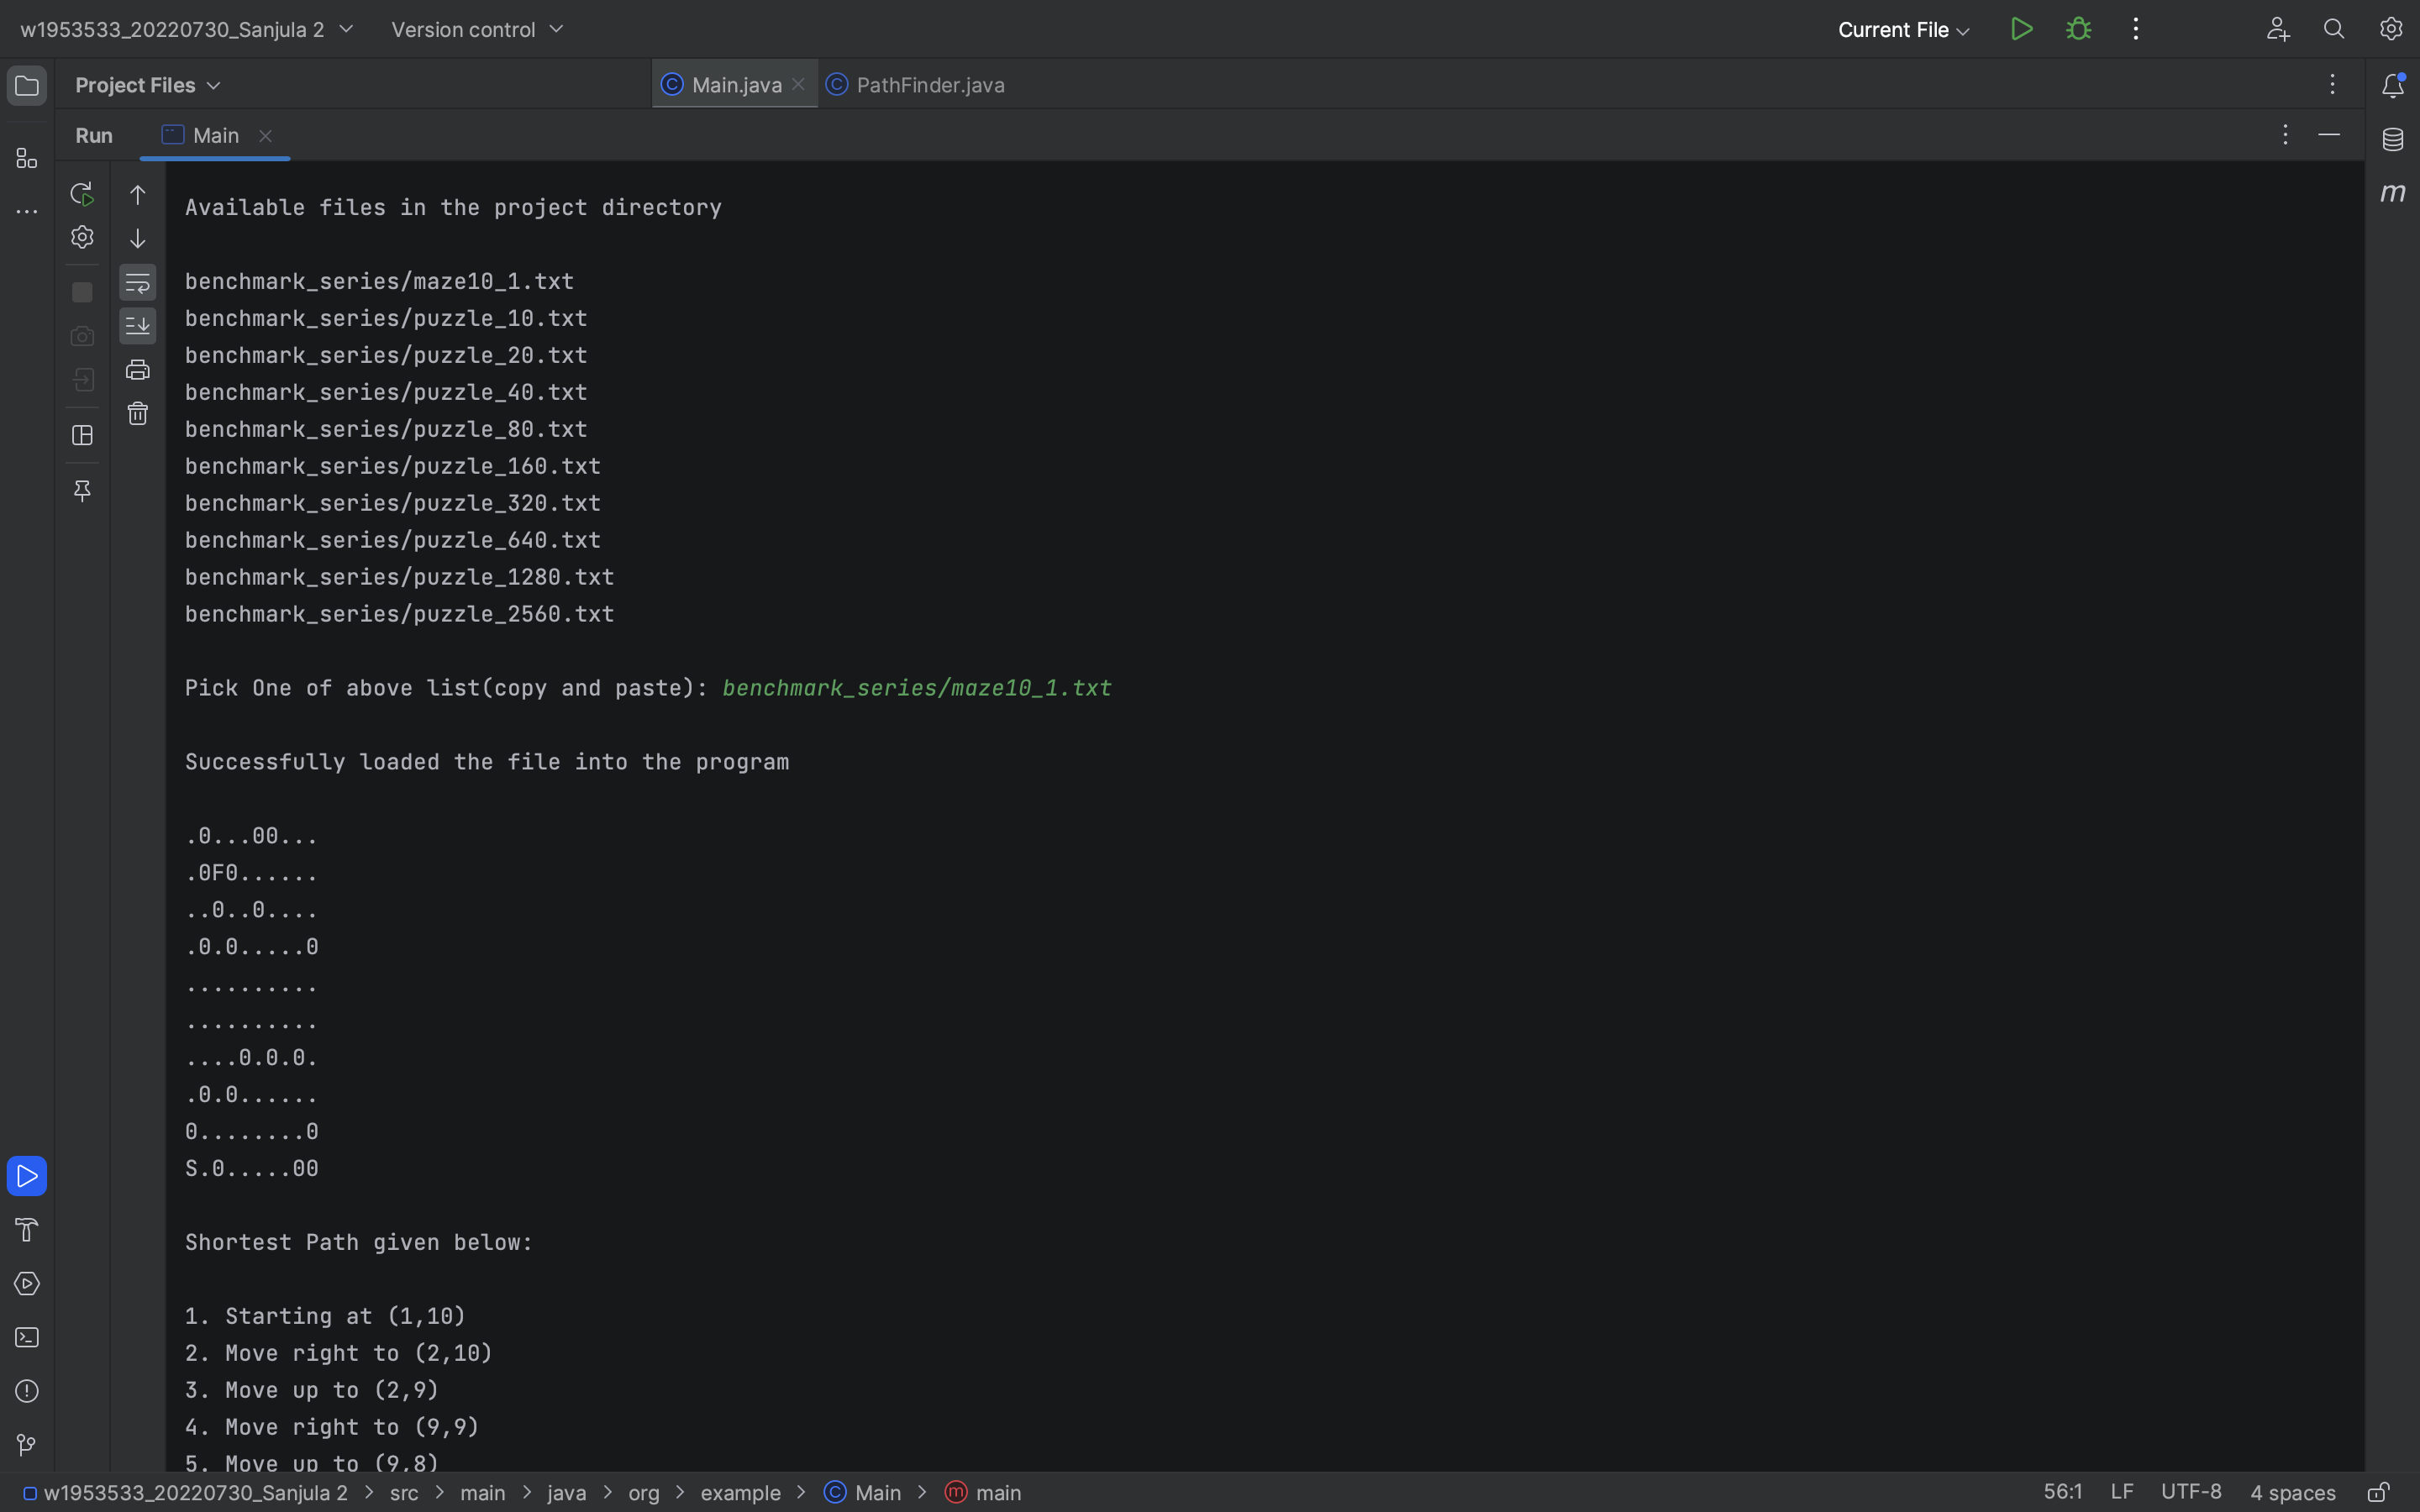 w1953533_20220730_Sanjula 2 Version control Current File
Project Files Main.java PathFinder.java
Run Main
Available files in the project directory
benchmark_series/maze10_1.txt
benchmark_series/puzzle_10.txt
benchmark_series/puzzle_20.txt
benchmark_series/puzzle_40.txt
benchmark_series/puzzle_80.txt
benchmark_series/puzzle_160.txt
benchmark_series/puzzle_320.txt
benchmark_series/puzzle_640.txt
benchmark_series/puzzle_1280.txt
benchmark_series/puzzle_2560.txt
Pick One of above list(copy and paste): benchmark_series/maze10_1.txt
Successfully loaded the file into the program
.0...00...
.0F0......
..0..0....
.0.0.....0
..........
..........
....0.0.0.
.0.0......
0........0
S.0.....00
Shortest Path given below:
1. Starting at (1,10)
2. Move right to (2,10)
3. Move up to (2,9)
4. Move right to (9,9)
5. Move up to (9,8)
w1953533_20220730_Sanjula 2 > src > main > java > org > example > Main > main 56:1 LF UTF-8 4 spaces